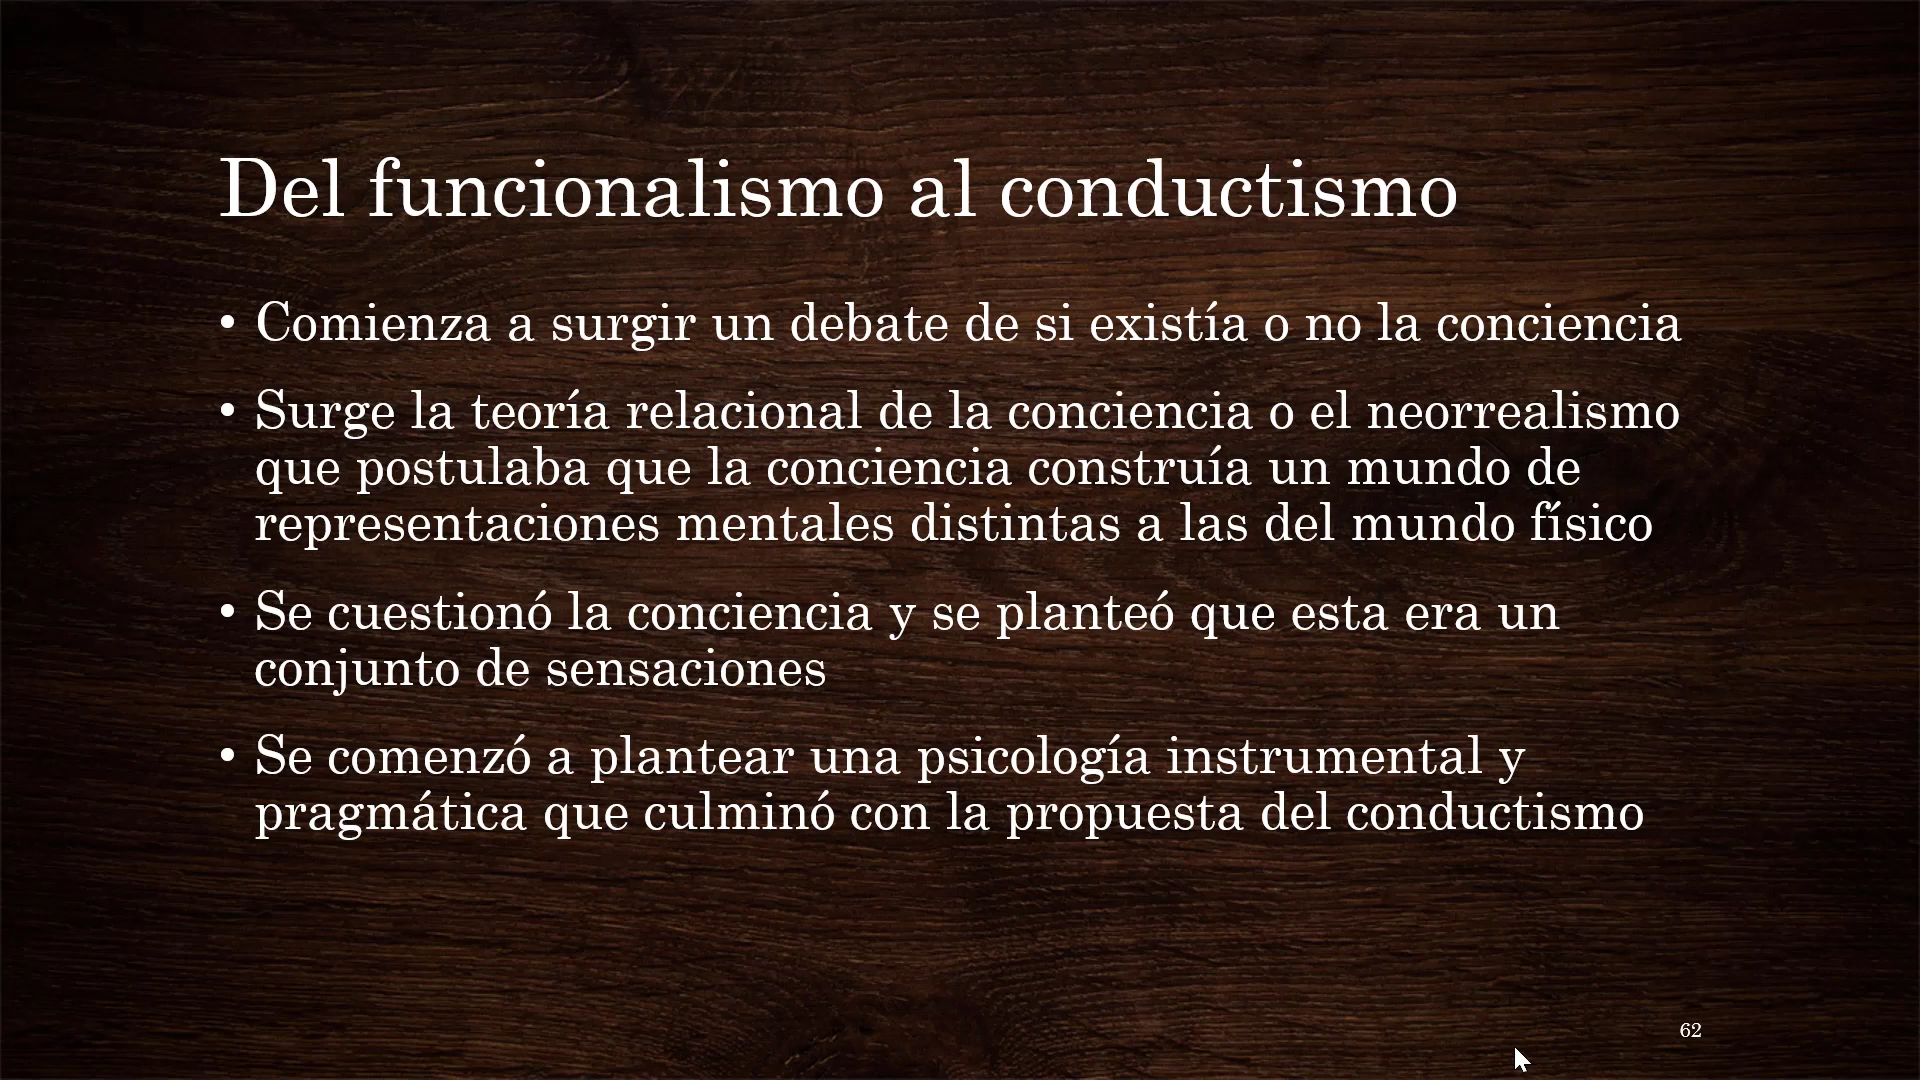 Del funcionalismo al conductismo
• Comienza a surgir un debate de si existía o no la conciencia
• Surge la teoría relacional de la conciencia o el neorrealismo
que postulaba que la conciencia construía un mundo de
representaciones mentales distintas a las del mundo físico
• Se cuestionó la conciencia y se planteó que esta era un
conjunto de sensaciones
• Se comenzó a plantear una psicología instrumental y
pragmática que culminó con la propuesta del conductismo
62